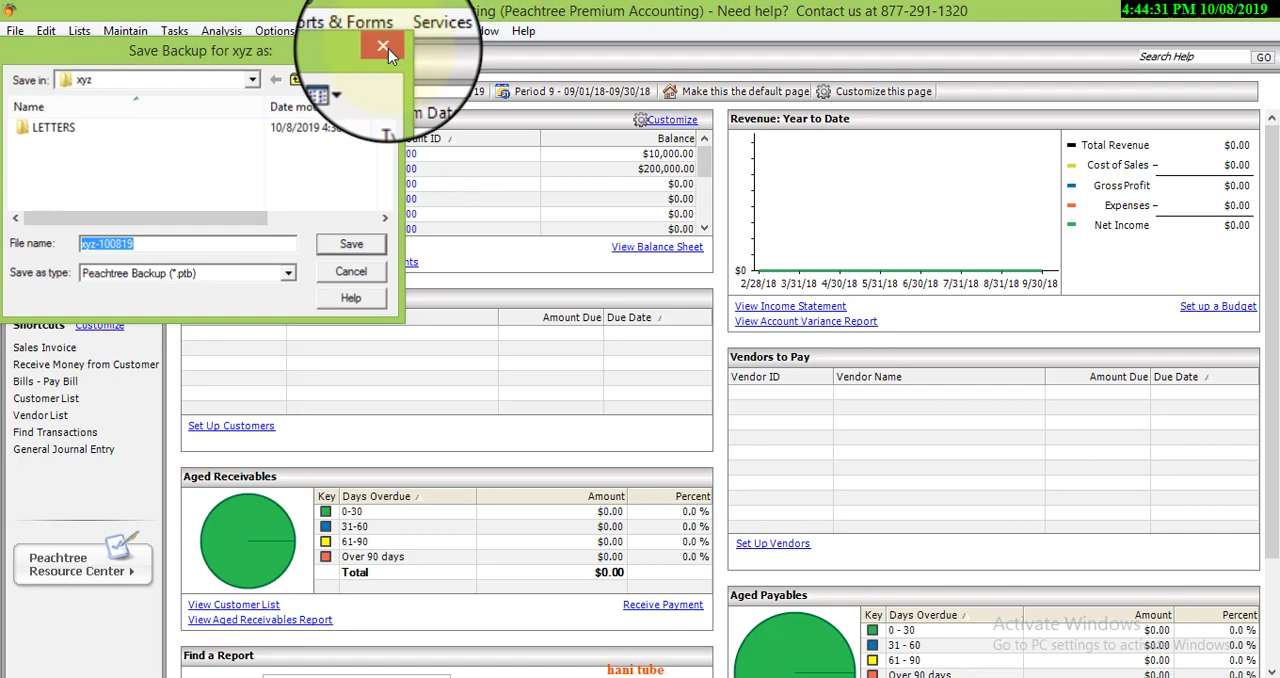 ing (Peachtree Premium Accounting) - Need help?  Contact us at 877-291-1320
4:44:31 PM 10/08/2019
File Edit Lists Maintain Tasks Analysis Options
orts & Forms Services
ow Help
Save Backup for xyz as:
Search Help GO
Save in: xyz
19 Period 9 - 09/01/18-09/30/18 Make this the default page Customize this page
Name Date mod
LETTERS 10/8/2019 4:3
File name: xyz-100819 Save
Save as type: Peachtree Backup (*.ptb) Cancel
Help
m Dat
Customize
unt ID Balance
00 $10,000.00
00 $200,000.00
00 $0.00
00 $0.00
00 $0.00
00 $0.00
View Balance Sheet
nts
Revenue: Year to Date
Total Revenue $0.00
Cost of Sales – $0.00
Gross Profit $0.00
Expenses – $0.00
Net Income $0.00
$0
2/28/18 3/31/18 4/30/18 5/31/18 6/30/18 7/31/18 8/31/18 9/30/18
View Income Statement Set up a Budget
View Account Variance Report
Shortcuts Customize
Sales Invoice
Receive Money from Customer
Bills - Pay Bill
Customer List
Vendor List
Find Transactions
General Journal Entry
Peachtree
Resource Center
Amount Due Due Date
Set Up Customers
Vendors to Pay
Vendor ID Vendor Name Amount Due Due Date
Set Up Vendors
Aged Receivables
Key Days Overdue Amount Percent
0-30 $0.00 0.0 %
31-60 $0.00 0.0 %
61-90 $0.00 0.0 %
Over 90 days $0.00 0.0 %
Total $0.00
View Customer List Receive Payment
View Aged Receivables Report
Aged Payables
Key Days Overdue Amount Percent
0 - 30 $0.00 0.0 %
31 - 60 $0.00 0.0 %
61 - 90 $0.00 0.0 %
Over 90 days $0.00 0.0 %
Activate Windows
Go to PC settings to activate Windows.
Find a Report
hani tube